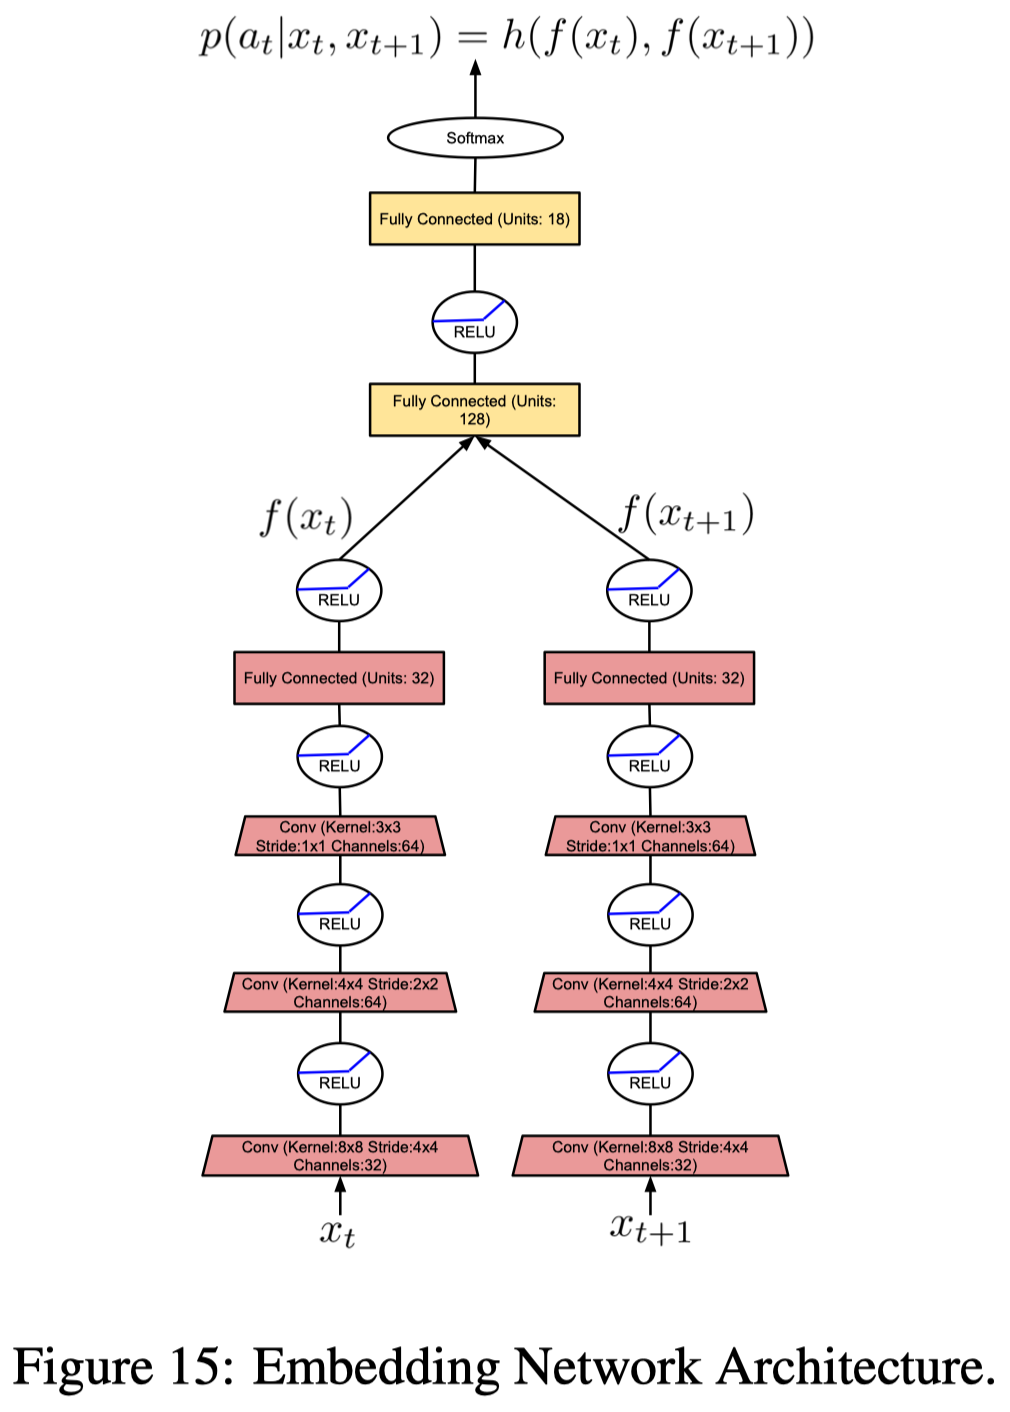 p(a_t|x_t, x_{t+1}) = h(f(x_t), f(x_{t+1}))
Softmax
Fully Connected (Units: 18)
RELU
Fully Connected (Units:
128)
f(x_t)
f(x_{t+1})
RELU
RELU
Fully Connected (Units: 32)
Fully Connected (Units: 32)
RELU
RELU
Conv (Kernel:3x3
Stride:1x1 Channels:64)
Conv (Kernel:3x3
Stride:1x1 Channels:64)
RELU
RELU
Conv (Kernel:4x4 Stride:2x2
Channels:64)
Conv (Kernel:4x4 Stride:2x2
Channels:64)
RELU
RELU
Conv (Kernel:8x8 Stride:4x4
Channels:32)
Conv (Kernel:8x8 Stride:4x4
Channels:32)
x_t
x_{t+1}
Figure 15: Embedding Network Architecture.